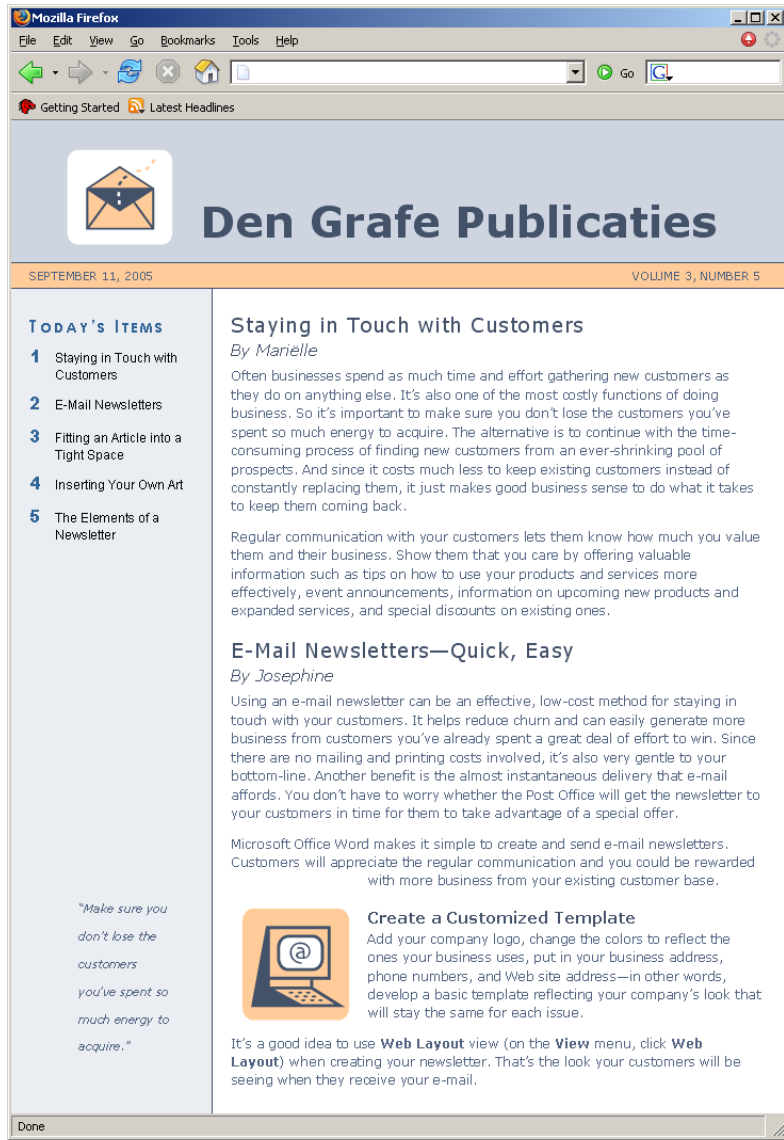 Mozilla Firefox
File Edit View Go Bookmarks Tools Help
Go G
Getting Started Latest Headlines
Den Grafe Publicaties
SEPTEMBER 11, 2005 VOLUME 3, NUMBER 5
TODAY'S ITEMS
1 Staying in Touch with
Customers
2 E-Mail Newsletters
3 Fitting an Article into a
Tight Space
4 Inserting Your Own Art
5 The Elements of a
Newsletter
"Make sure you
don't lose the
customers
you've spent so
much energy to
acquire."
Staying in Touch with Customers
By Mariëlle
Often businesses spend as much time and effort gathering new customers as
they do on anything else. It's also one of the most costly functions of doing
business. So it's important to make sure you don't lose the customers you've
spent so much energy to acquire. The alternative is to continue with the time-
consuming process of finding new customers from an ever-shrinking pool of
prospects. And since it costs much less to keep existing customers instead of
constantly replacing them, it just makes good business sense to do what it takes
to keep them coming back.
Regular communication with your customers lets them know how much you value
them and their business. Show them that you care by offering valuable
information such as tips on how to use your products and services more
effectively, event announcements, information on upcoming new products and
expanded services, and special discounts on existing ones.
E-Mail Newsletters—Quick, Easy
By Josephine
Using an e-mail newsletter can be an effective, low-cost method for staying in
touch with your customers. It helps reduce churn and can easily generate more
business from customers you've already spent a great deal of effort to win. Since
there are no mailing and printing costs involved, it's also very gentle to your
bottom-line. Another benefit is the almost instantaneous delivery that e-mail
affords. You don't have to worry whether the Post Office will get the newsletter to
your customers in time for them to take advantage of a special offer.
Microsoft Office Word makes it simple to create and send e-mail newsletters.
Customers will appreciate the regular communication and you could be rewarded
with more business from your existing customer base.
@
Create a Customized Template
Add your company logo, change the colors to reflect the
ones your business uses, put in your business address,
phone numbers, and Web site address—in other words,
develop a basic template reflecting your company's look that
will stay the same for each issue.
It's a good idea to use Web Layout view (on the View menu, click Web
Layout) when creating your newsletter. That's the look your customers will be
seeing when they receive your e-mail.
Done